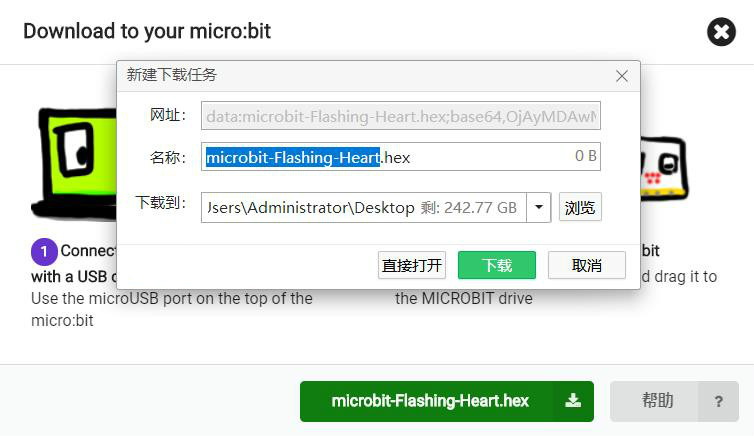 Download to your micro:bit
新建下载任务
网址：
data:microbit-Flashing-Heart.hex;base64,OjAyMDAwN
名称：
microbit-Flashing-Heart.hex
0 B
下载到：
Jsers\Administrator\Desktop 剩: 242.77 GB
浏览
直接打开
下载
取消
1 Connect
with a USB c
Use the microUSB port on the top of the
micro:bit
bit
d drag it to
the MICROBIT drive
microbit-Flashing-Heart.hex
帮助 ?